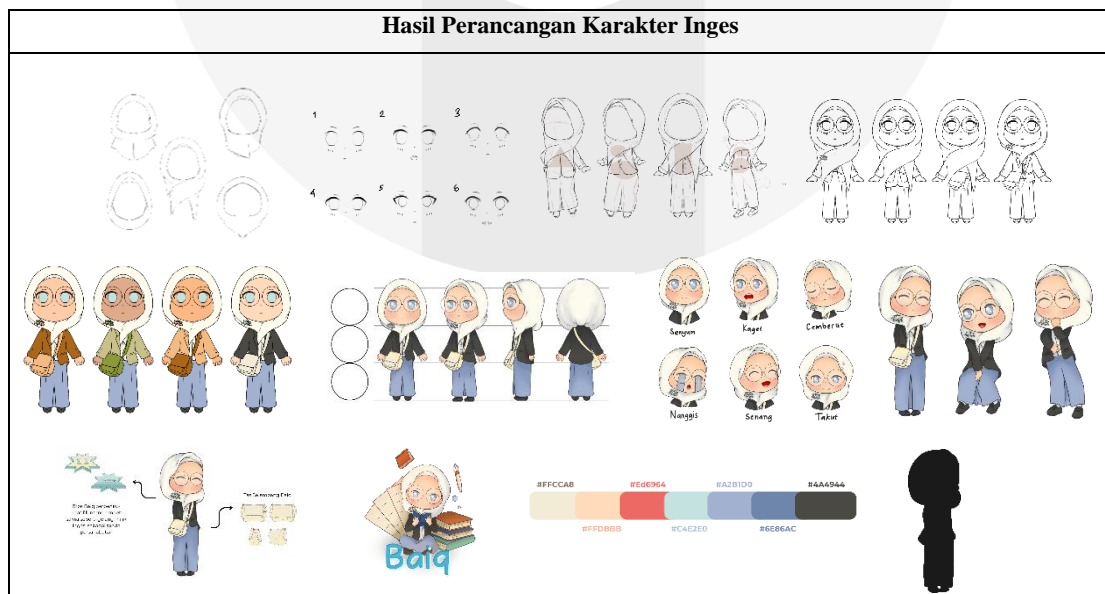 Hasil Perancangan Karakter Inges
1
2
3
4
5
6
Senyum
Kaget
Cemberut
Nanggis
Senang
Takut
Baiq
#FFCCA8
#Ed6964
#A2B1D0
#4A4944
#FFDBBB
#C4E2E0
#6E86AC